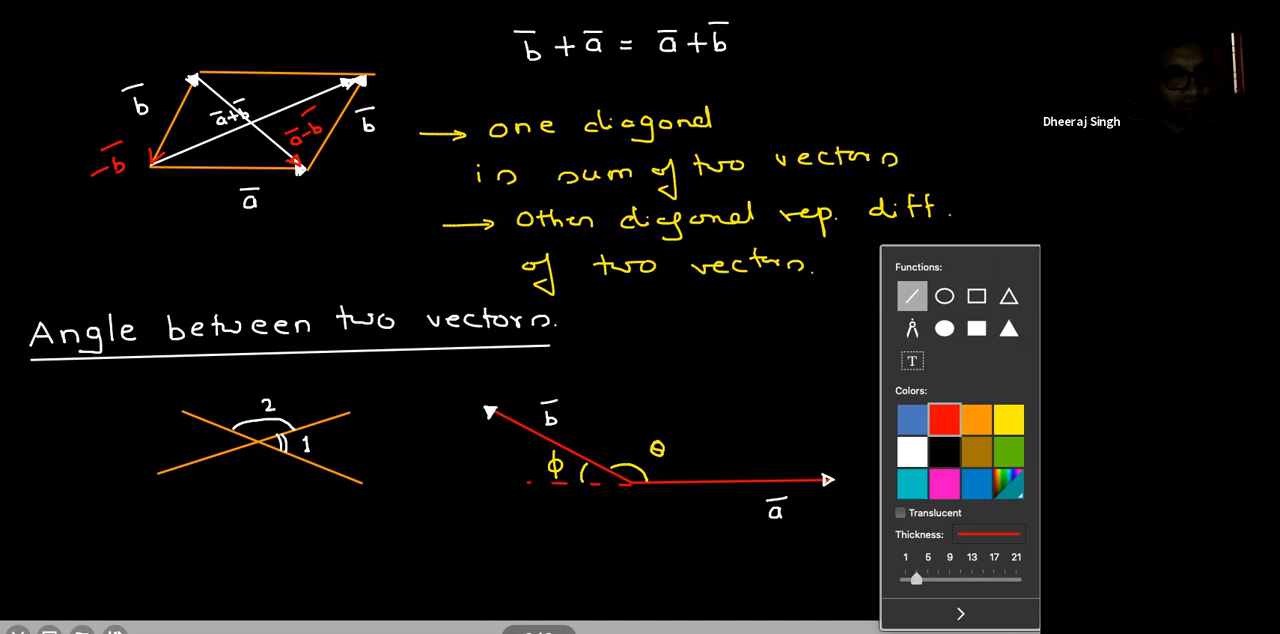 b̅ + a̅ = a̅ + b̅
b̅
a̅+b̅
a̅-b̅
b̅
-b̅
a̅
→ one diagonal
is sum of two vectors
→ Other diagonal rep. diff.
of two vectors.
Dheeraj Singh
Angle between two vectors.
2
1
b̅
ϕ
θ
a̅
Functions:
T
Colors:
Translucent
Thickness:
1 5 9 13 17 21